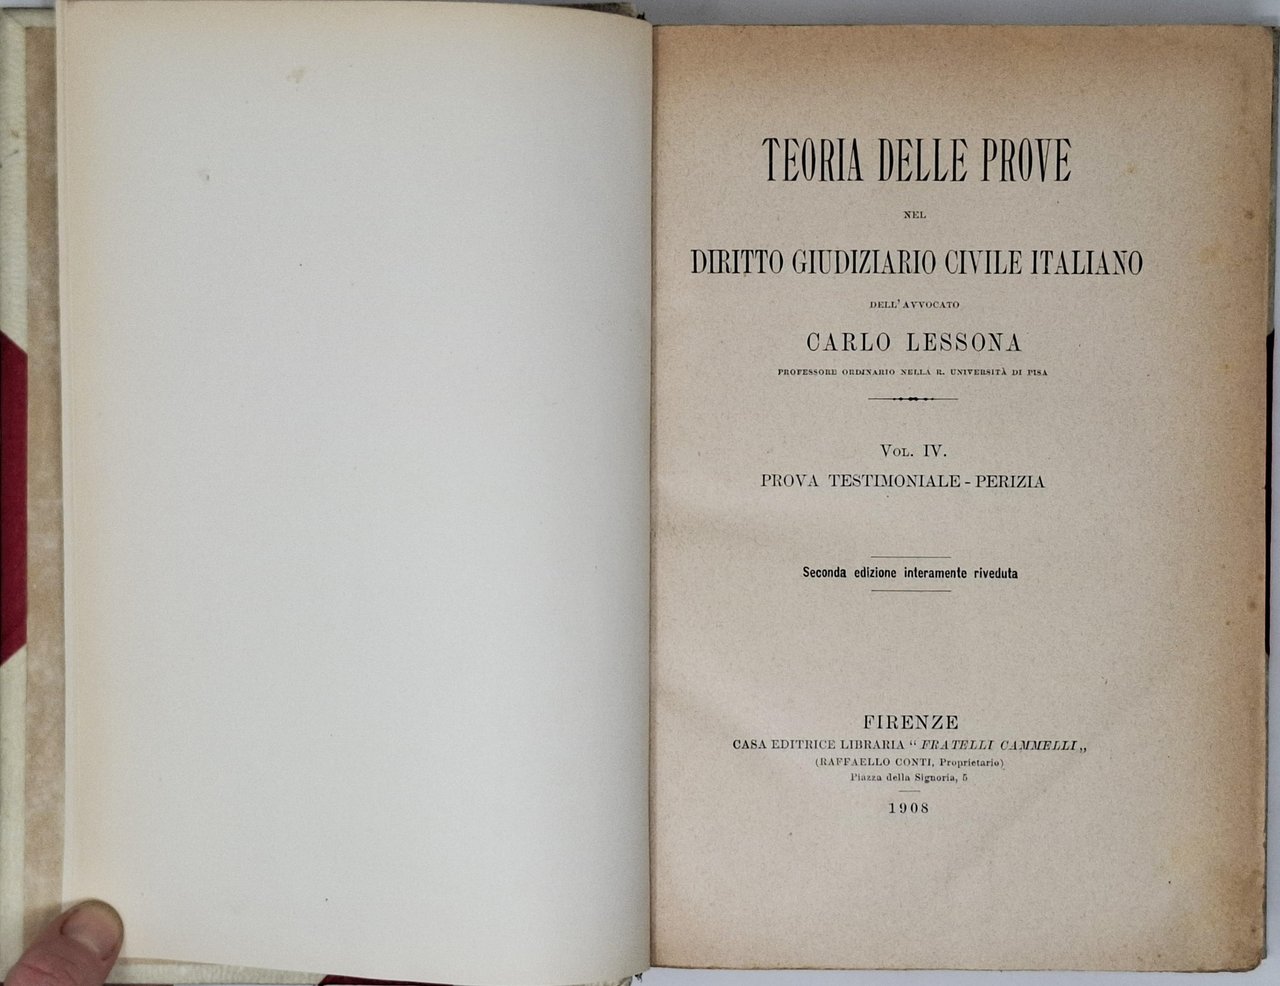 TEORIA DELLE PROVE
NEL
DIRITTO GIUDIZIARIO CIVILE ITALIANO
DELL'AVVOCATO
CARLO LESSONA
PROFESSORE ORDINARIO NELLA R. UNIVERSITÀ DI PISA
VOL. IV.
PROVA TESTIMONIALE - PERIZIA
Seconda edizione interamente riveduta
FIRENZE
CASA EDITRICE LIBRARIA “ FRATELLI CAMMELLI „
(RAFFAELLO CONTI, Proprietario)
Piazza della Signoria, 5
1908